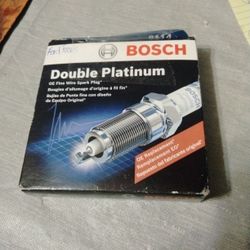 BOSCH
Double Platinum
OE Fine Wire Spark Plug*
Bougies d'allumage d'origine à fil fin*
Bujías de Punta fina con diseño
de Equipo Original*
OE Replacement*
Remplacement EO*
Repuesto del fabricante original*